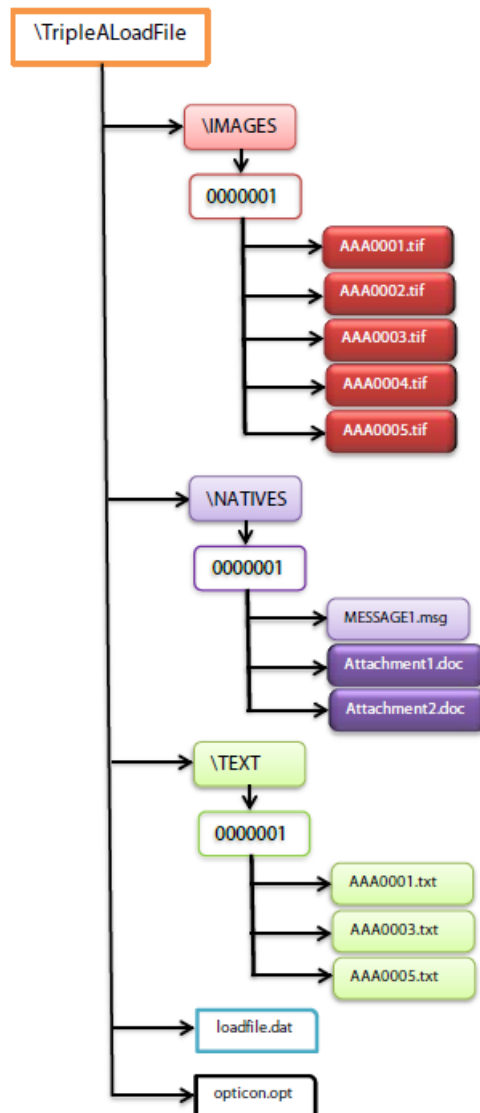 \TripleALoadFile
\IMAGES
0000001
AAA0001.tif
AAA0002.tif
AAA0003.tif
AAA0004.tif
AAA0005.tif
\NATIVES
0000001
MESSAGE1.msg
Attachment1.doc
Attachment2.doc
\TEXT
0000001
AAA0001.txt
AAA0003.txt
AAA0005.txt
loadfile.dat
opticon.opt